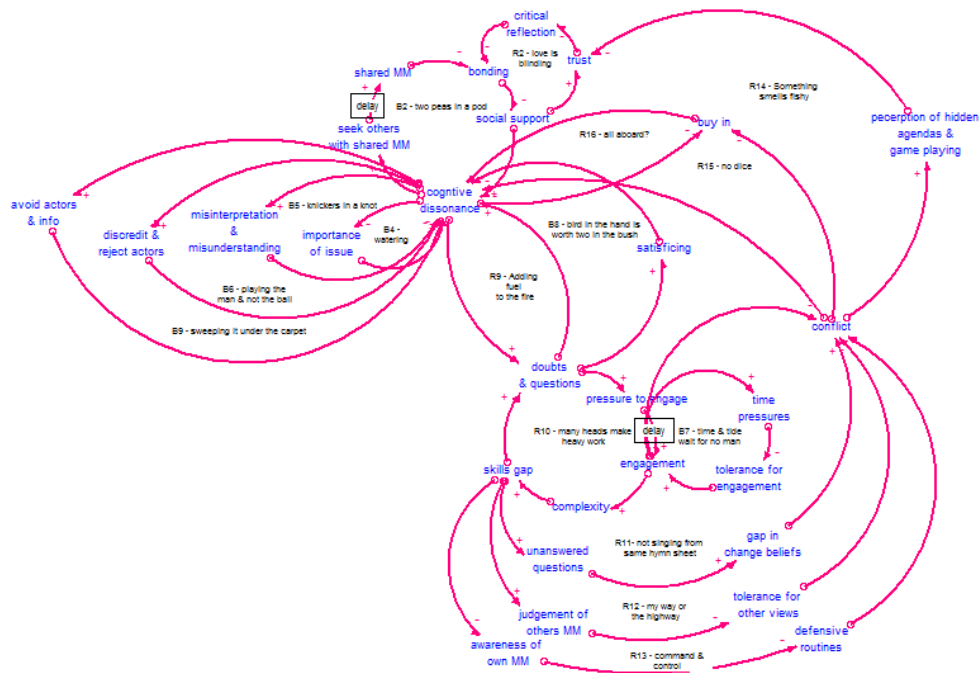 critical
reflection
R2 - love is
blinding
trust
shared MM
bonding
R14 - Something
smells fishy
delay
B2 - two peas in a pod
social support
buy in
perception of hidden
agendas &
game playing
seek others
with shared MM
R16 - all aboard?
R15 - no dice
cogntive
dissonance
avoid actors
& info
discredit &
reject actors
misinterpretation
&
misunderstanding
B5 - knickers in a knot
importance
of issue
B4 -
watering
B8 - bird in the hand is
worth two in the bush
satisficing
R9 - Adding
fuel
to the fire
B6 - playing the
man & not the ball
B9 - sweeping it under the carpet
conflict
doubts
& questions
pressure to engage
time
pressures
R10 - many heads make
heavy work
delay
B7 - time & tide
wait for no man
skills gap
engagement
tolerance for
engagement
complexity
unanswered
questions
R11- not singing from
same hymn sheet
gap in
change beliefs
judgement of
others MM
R12 - my way or
the highway
tolerance for
other views
awareness of
own MM
R13 - command &
control
defensive
routines